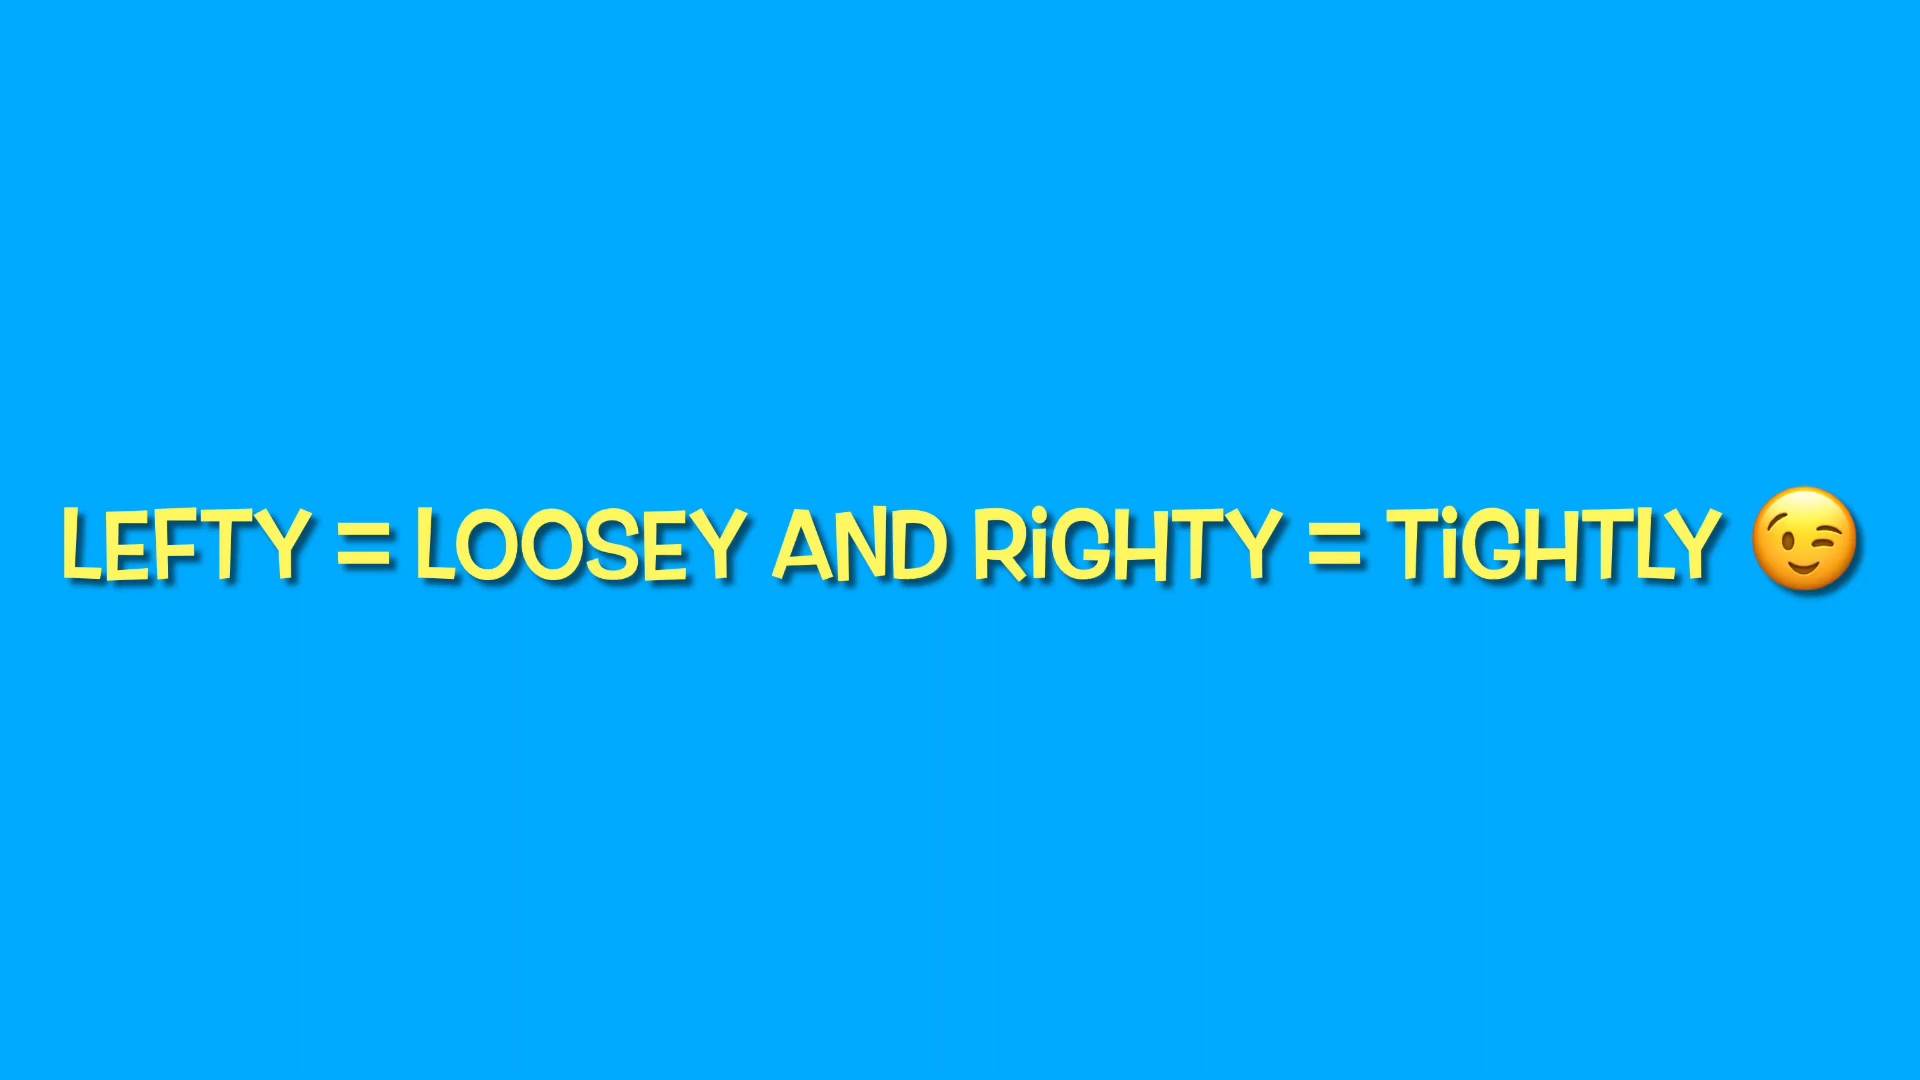 LEFTY = LOOSEY AND RiGHTY = TiGHTLY 😉